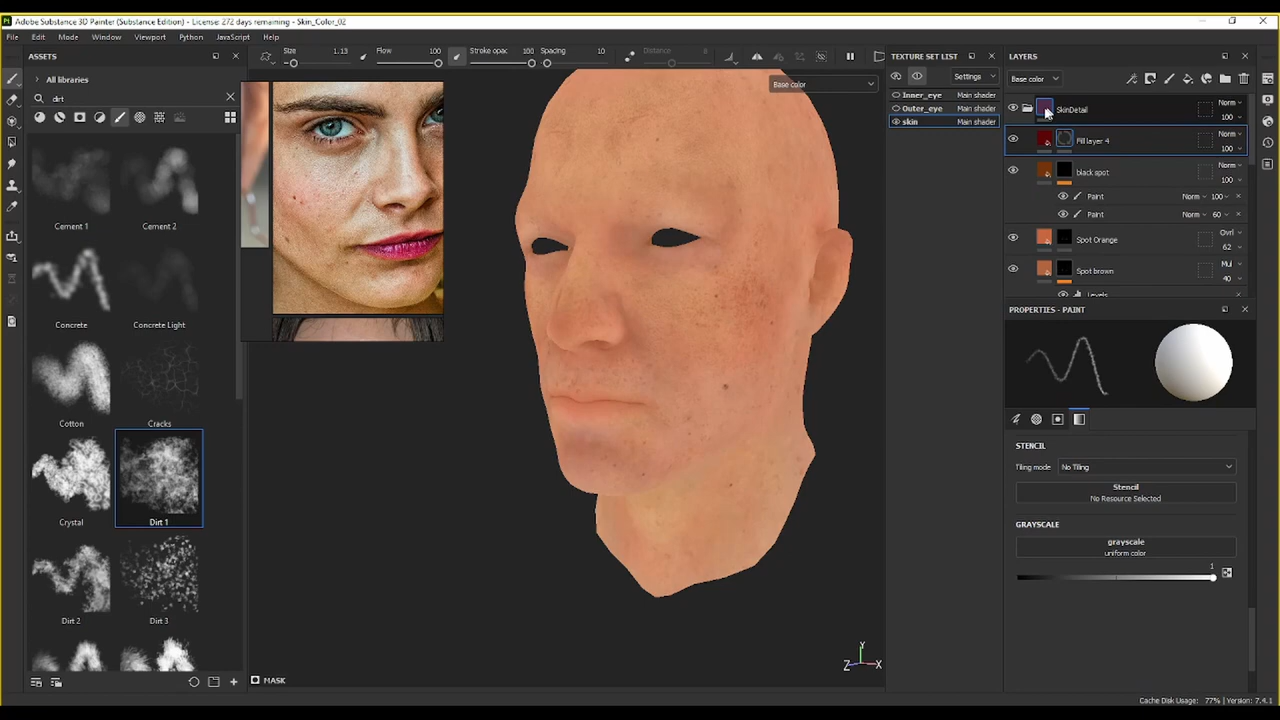 Pt Adobe Substance 3D Painter (Substance Edition) - License: 272 days remaining - Skin_Color_02
File Edit Mode Window Viewport Python JavaScript Help
ASSETS
Size 1.13
Flow 100
Stroke opac 100
Spacing 10
Distance 8
All libraries
dirt
Cement 1
Cement 2
Concrete
Concrete Light
Cotton
Cracks
Crystal
Dirt 1
Dirt 2
Dirt 3
Base color
Y
Z
X
MASK
TEXTURE SET LIST
Settings
Inner_eye Main shader
Outer_eye Main shader
skin Main shader
LAYERS
Base color
SkinDetail Norm 100
Fill layer 4 Norm 100
black spot Norm 100
Paint Norm 100
Paint Norm 60
Spot Orange Ovrl 62
Spot brown Mul 40
Levels
PROPERTIES - PAINT
STENCIL
Tiling mode No Tiling
Stencil
No Resource Selected
GRAYSCALE
grayscale
uniform color
1
Cache Disk Usage: 77% | Version: 7.4.1